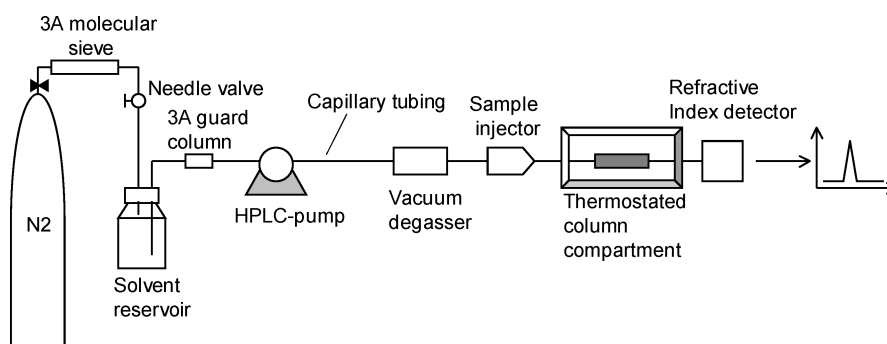 3A molecular
sieve
Needle valve
3A guard
column
Capillary tubing
Sample
injector
Refractive
Index detector
N2
HPLC-pump
Vacuum
degasser
Thermostated
column
compartment
Solvent
reservoir